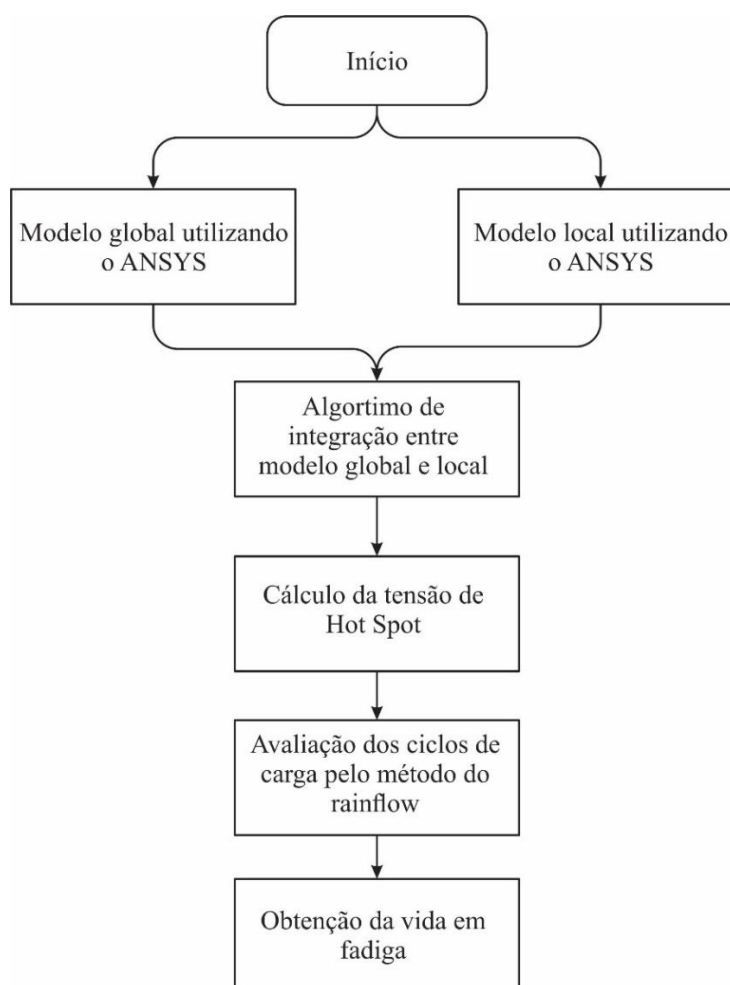 Início
Modelo global utilizando
o ANSYS
Modelo local utilizando
o ANSYS
Algortimo de
integração entre
modelo global e local
Cálculo da tensão de
Hot Spot
Avaliação dos ciclos de
carga pelo método do
rainflow
Obtenção da vida em
fadiga